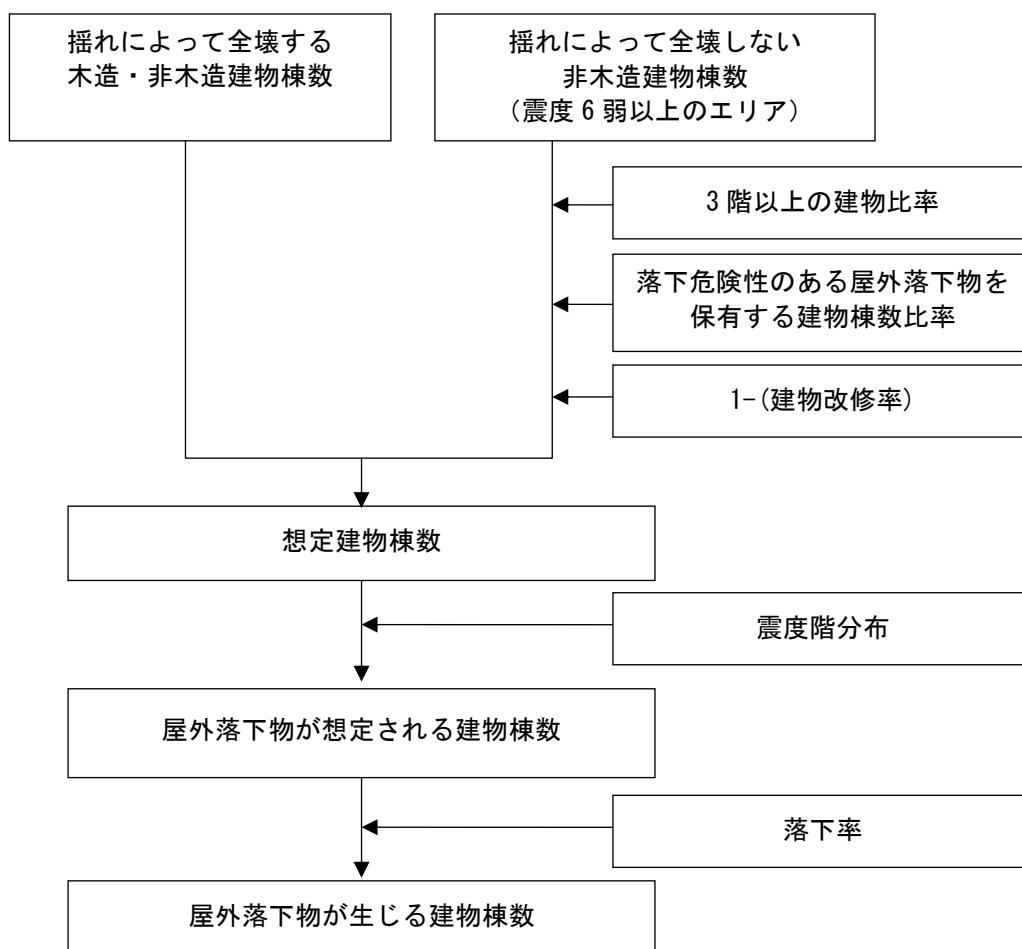 揺れによって全壊する
木造・非木造建物棟数
揺れによって全壊しない
非木造建物棟数
(震度6弱以上のエリア)
3階以上の建物比率
落下危険性のある屋外落下物を
保有する建物棟数比率
1-(建物改修率)
想定建物棟数
震度階分布
屋外落下物が想定される建物棟数
落下率
屋外落下物が生じる建物棟数